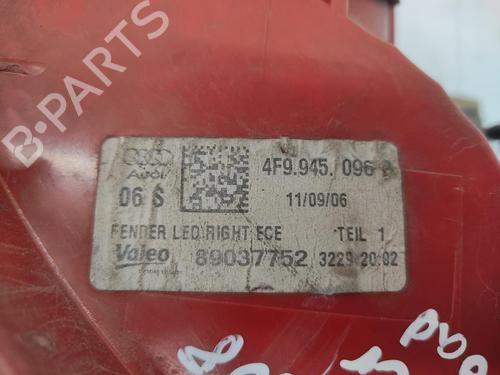 B-PARTS
Audi
4F9.945.096
06 S
11/09/06
FENDER LED RIGHT ECE TEIL 1
Valeo 89037752 3229 20:02